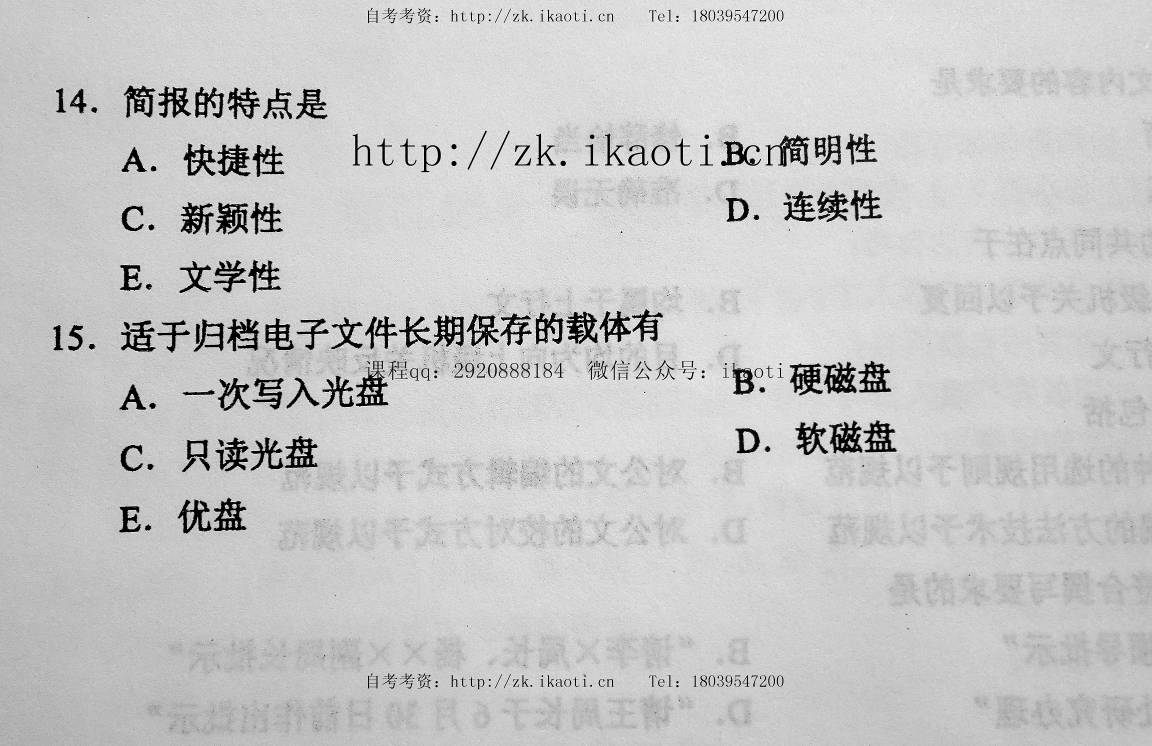 自考考资：http://zk.ikaoti.cn Tel：18039547200
14．简报的特点是
A．快捷性 B．简明性
http://zk.ikaoti.cn
C．新颖性 D．连续性
E．文学性
15．适于归档电子文件长期保存的载体有
课程qq：2920888184 微信公众号：ikaoti
A．一次写入光盘 B．硬磁盘
C．只读光盘 D．软磁盘
E．优盘
自考考资：http://zk.ikaoti.cn Tel：18039547200